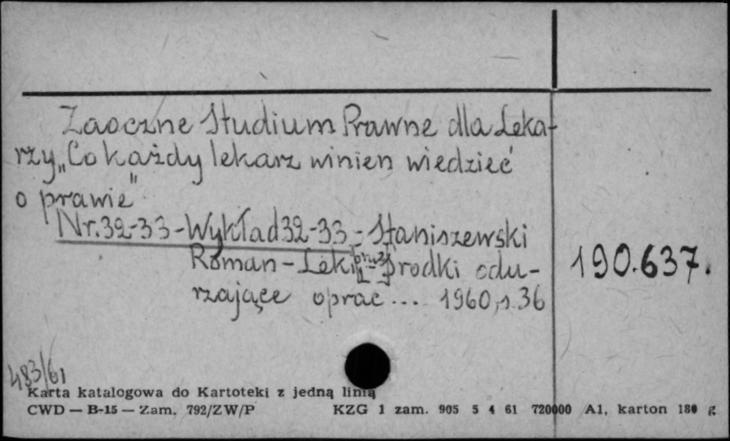 Zaoczne Studium Prawne dla Leka-
rzy „Co każdy lekarz winien wiedzieć
o prawie"
Nr.32-33-Wykład 32-33 - Staniszewski
Roman - Leki środki odu-
rzające oprac... 1960, s. 36
190.637.
483/61
Karta katalogowa do Kartoteki z jedną linią
CWD — B-15 — Zam. 792/ZW/P KZG 1 zam. 905 5 4 61 720000 A1, karton 180 g